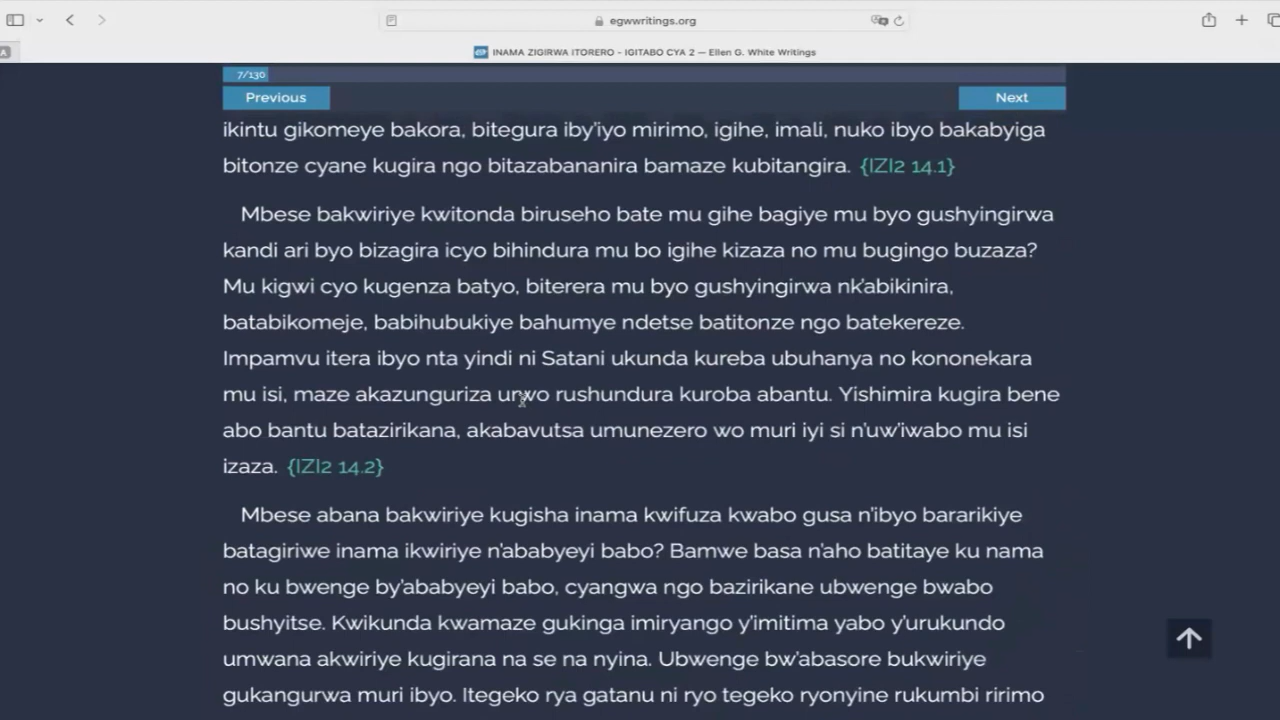 egwwritings.org
A
INAMA ZIGIRWA ITORERO - IGITABO CYA 2 — Ellen G. White Writings
7/130
Previous
Next
ikintu gikomeye bakora, bitegura iby'iyo mirimo, igihe, imali, nuko ibyo bakabyiga
bitonze cyane kugira ngo bitazabananira bamaze kubitangira. {IZI2 14.1}
Mbese bakwiriye kwitonda biruseho bate mu gihe bagiye mu byo gushyingirwa
kandi ari byo bizagira icyo bihindura mu bo igihe kizaza no mu bugingo buzaza?
Mu kigwi cyo kugenza batyo, biterera mu byo gushyingirwa nk'abikinira,
batabikomeje, babihubukiye bahumye ndetse batitonze ngo batekereze.
Impamvu itera ibyo nta yindi ni Satani ukunda kureba ubuhanya no kononekara
mu isi, maze akazunguriza urwo rushundura kuroba abantu. Yishimira kugira bene
abo bantu batazirikana, akabavutsa umunezero wo muri iyi si n'uw'iwabo mu isi
izaza. {IZI2 14.2}
Mbese abana bakwiriye kugisha inama kwifuza kwabo gusa n'ibyo bararikiye
batagiriwe inama ikwiriye n'ababyeyi babo? Bamwe basa n'aho batitaye ku nama
no ku bwenge by'ababyeyi babo, cyangwa ngo bazirikane ubwenge bwabo
bushyitse. Kwikunda kwamaze gukinga imiryango y'imitima yabo y'urukundo
umwana akwiriye kugirana na se na nyina. Ubwenge bw'abasore bukwiriye
gukangurwa muri ibyo. Itegeko rya gatanu ni ryo tegeko ryonyine rukumbi ririmo